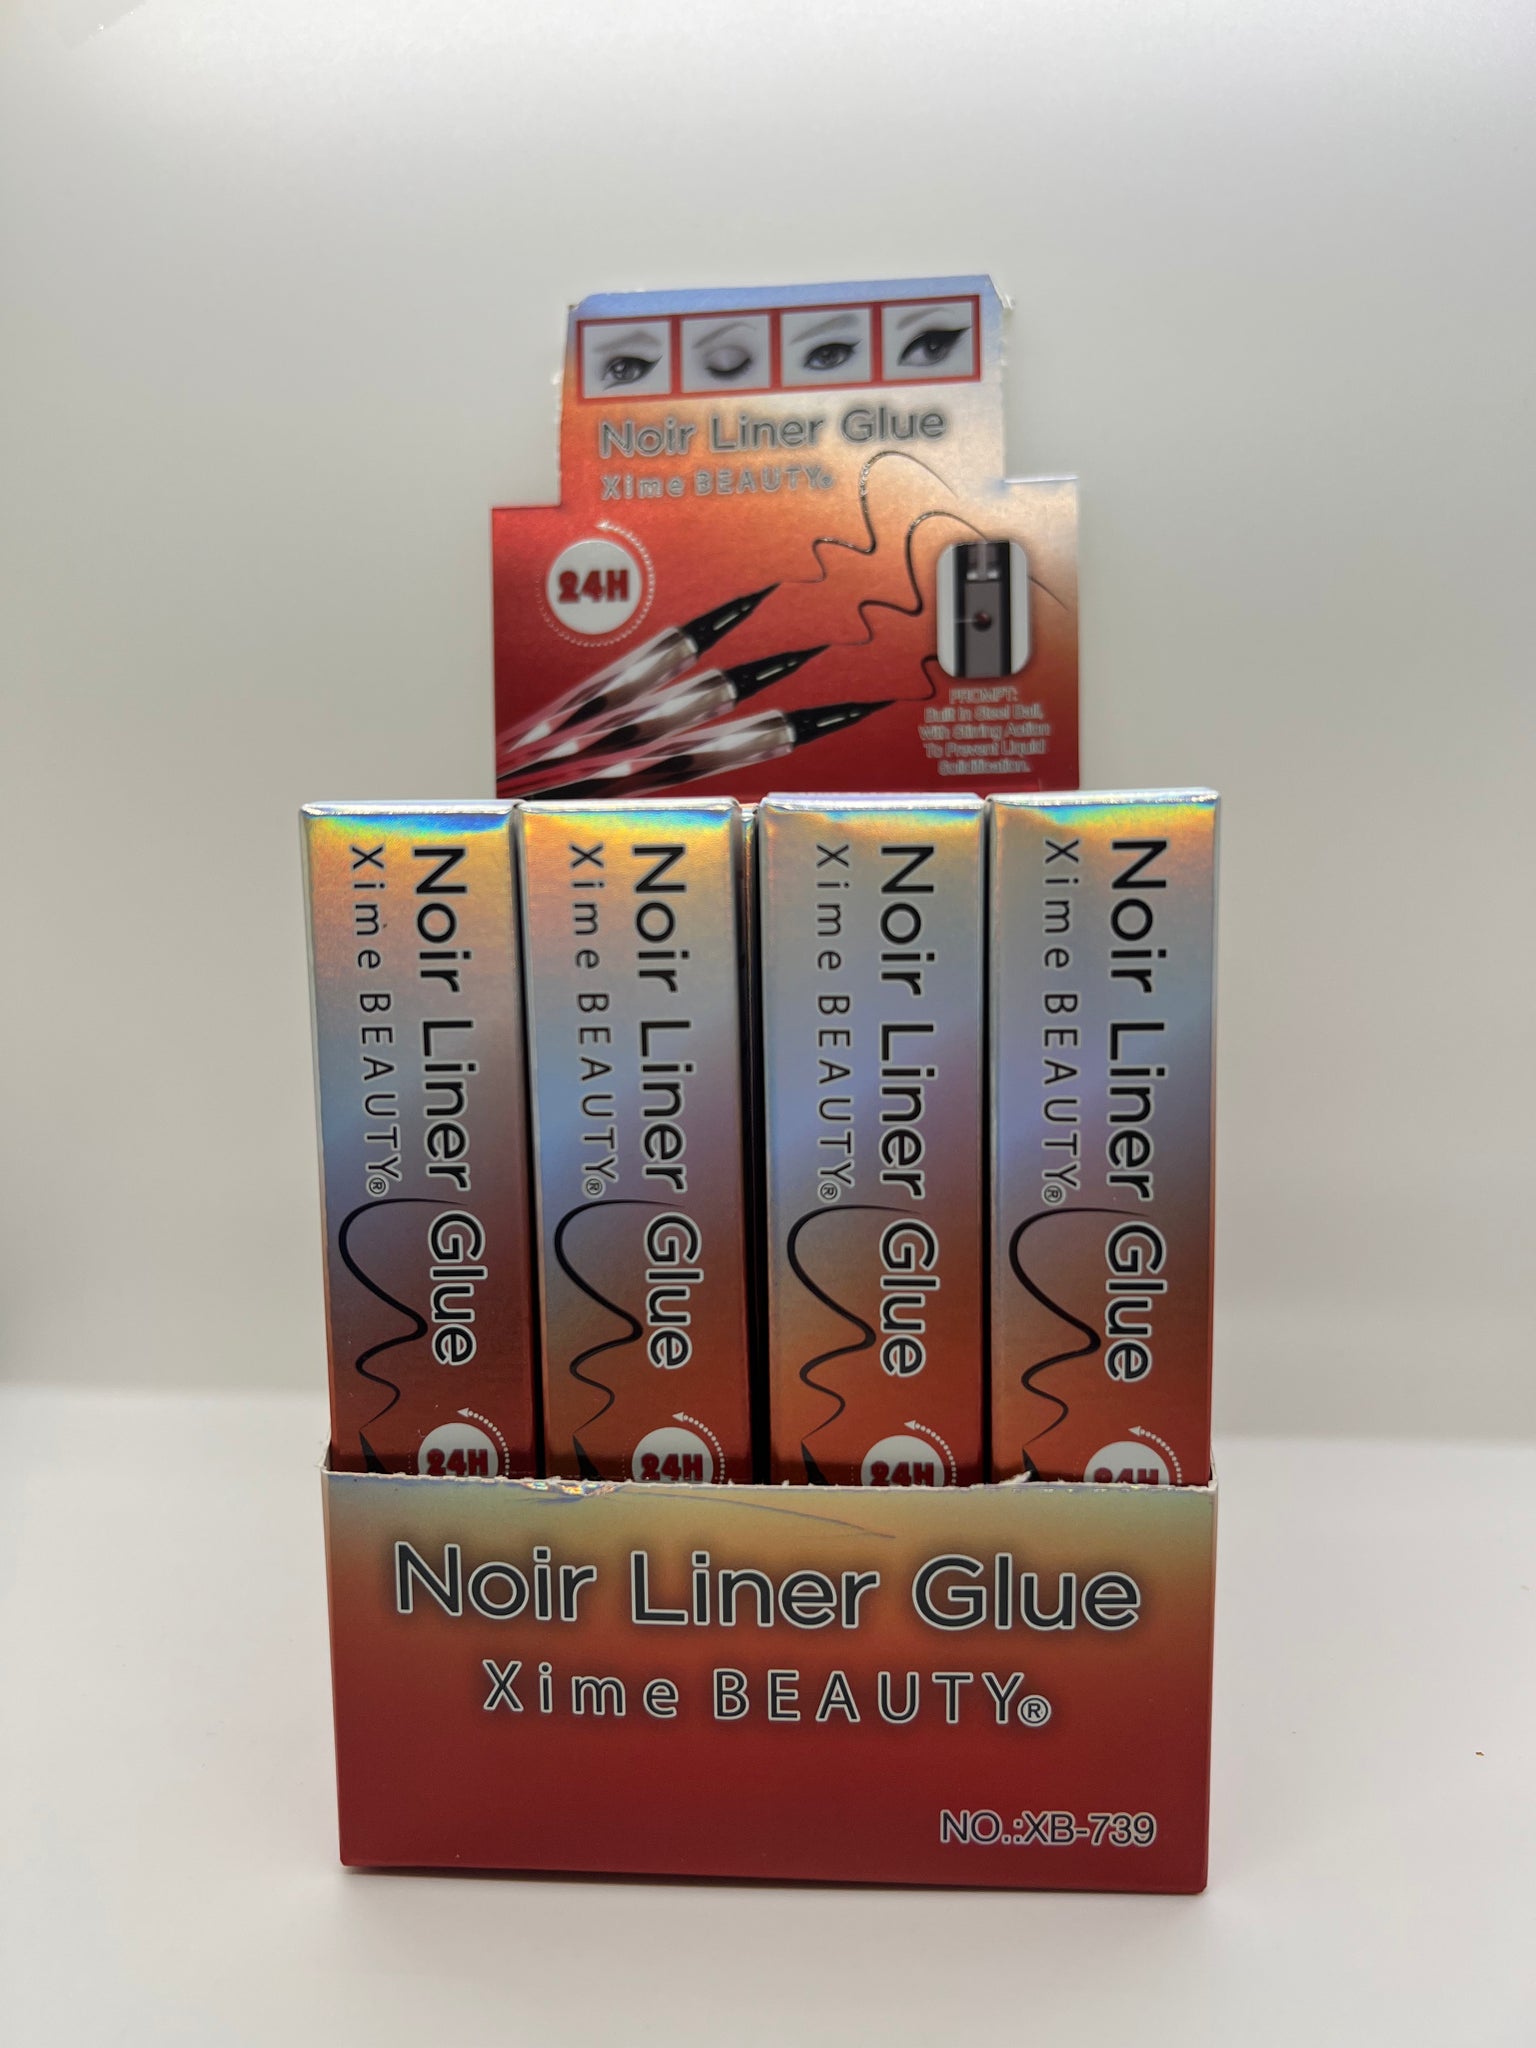 Noir Liner Glue
Xime BEAUTY®
24H
PROMPT:
Built In Steel Ball,
With Stirring Action
To Prevent Liquid
Solidification.
Noir Liner Glue
Xime BEAUTY®
24H
Noir Liner Glue
Xime BEAUTY®
24H
Noir Liner Glue
Xime BEAUTY®
24H
Noir Liner Glue
Xime BEAUTY®
24H
Noir Liner Glue
Xime BEAUTY®
NO.:XB-739